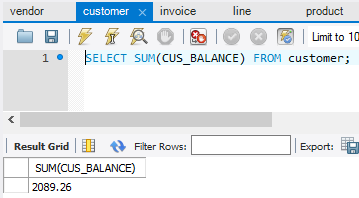 vendor customer invoice line product
Limit to 10
1 SELECT SUM(CUS_BALANCE) FROM customer;
Result Grid Filter Rows: Export:
SUM(CUS_BALANCE)
2089.26